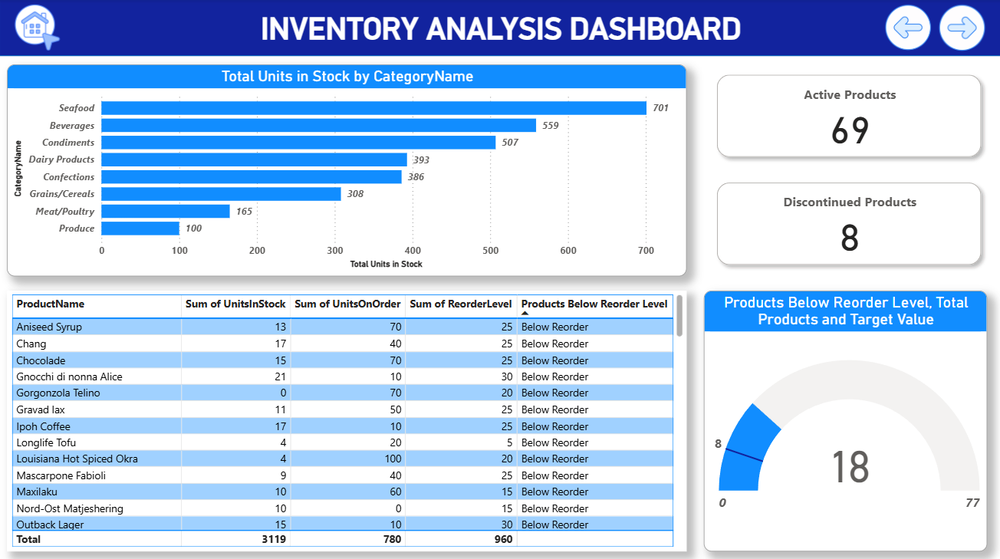 INVENTORY ANALYSIS DASHBOARD
Total Units in Stock by CategoryName
CategoryName
Seafood 701
Beverages 559
Condiments 507
Dairy Products 393
Confections 386
Grains/Cereals 308
Meat/Poultry 165
Produce 100
0 100 200 300 400 500 600 700
Total Units in Stock
Active Products
69
Discontinued Products
8
ProductName Sum of UnitsInStock Sum of UnitsOnOrder Sum of ReorderLevel Products Below Reorder Level
Aniseed Syrup 13 70 25 Below Reorder
Chang 17 40 25 Below Reorder
Chocolade 15 70 25 Below Reorder
Gnocchi di nonna Alice 21 10 30 Below Reorder
Gorgonzola Telino 0 70 20 Below Reorder
Gravad lax 11 50 25 Below Reorder
Ipoh Coffee 17 10 25 Below Reorder
Longlife Tofu 4 20 5 Below Reorder
Louisiana Hot Spiced Okra 4 100 20 Below Reorder
Mascarpone Fabioli 9 40 25 Below Reorder
Maxilaku 10 60 15 Below Reorder
Nord-Ost Matjeshering 10 0 15 Below Reorder
Outback Lager 15 10 30 Below Reorder
Total 3119 780 960
Products Below Reorder Level, Total
Products and Target Value
8
18
0 77